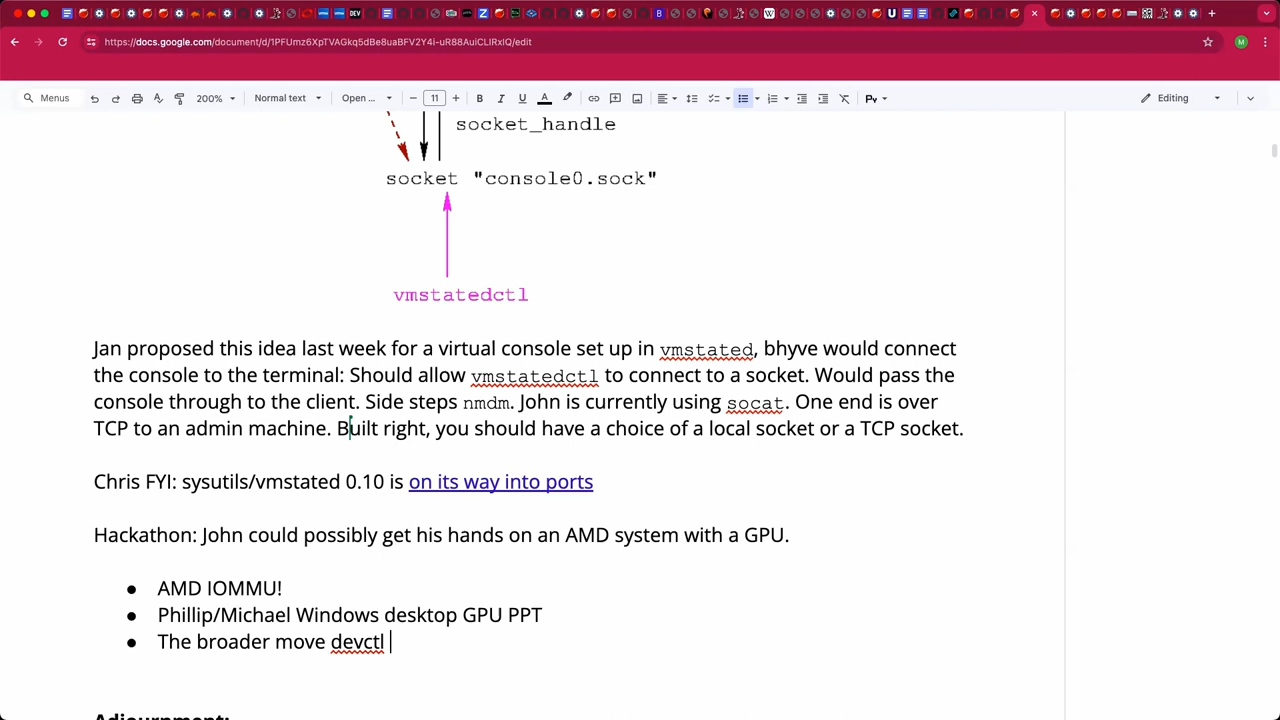 https://docs.google.com/document/d/1PFUmz6XpTVAGkq5dBe8uaBFV2Y4i-uR88AuiCLIRxlQ/edit
Menus 200% Normal text Open ... 11 Editing
socket_handle
socket "console0.sock"
vmstatedctl
Jan proposed this idea last week for a virtual console set up in vmstated, bhyve would connect
the console to the terminal: Should allow vmstatedctl to connect to a socket. Would pass the
console through to the client. Side steps nmdm. John is currently using socat. One end is over
TCP to an admin machine. Built right, you should have a choice of a local socket or a TCP socket.
Chris FYI: sysutils/vmstated 0.10 is on its way into ports
Hackathon: John could possibly get his hands on an AMD system with a GPU.
● AMD IOMMU!
● Phillip/Michael Windows desktop GPU PPT
● The broader move devctl
Adjournment: